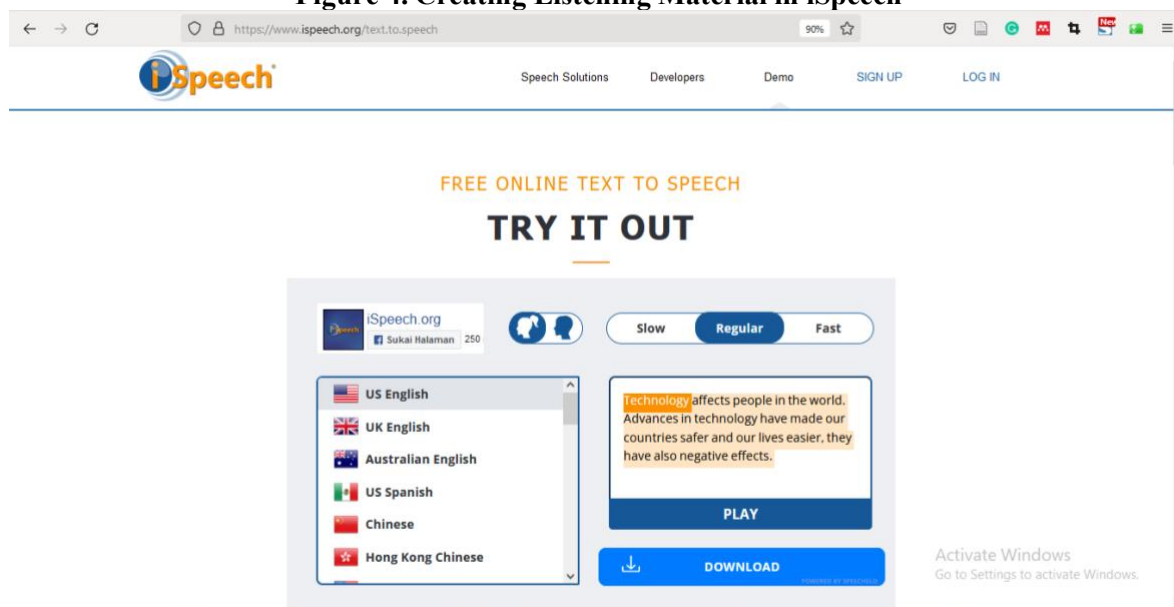 Figure 4. Creating Listening Material in iSpeech
https://www.ispeech.org/text.to.speech
90%
New
iSpeech
Speech Solutions Developers Demo SIGN UP LOG IN
FREE ONLINE TEXT TO SPEECH
TRY IT OUT
iSpeech.org
Sukai Halaman 250
Slow Regular Fast
US English
UK English
Australian English
US Spanish
Chinese
Hong Kong Chinese
Technology affects people in the world.
Advances in technology have made our
countries safer and our lives easier, they
have also negative effects.
PLAY
DOWNLOAD
POWERED BY SPEECHELO
Activate Windows
Go to Settings to activate Windows.